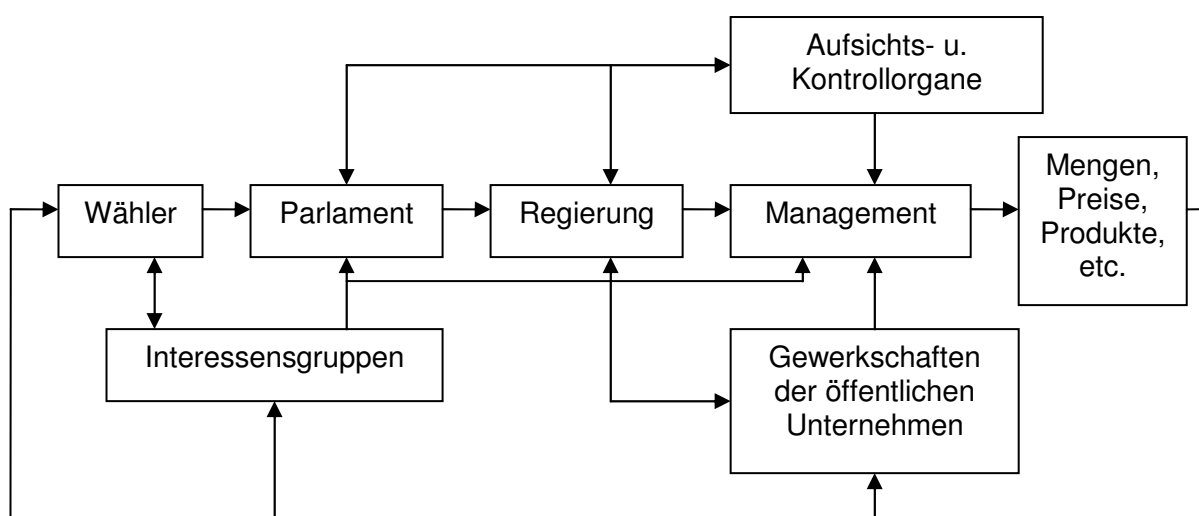 Aufsichts- u.
Kontrollorgane
Wähler
Parlament
Regierung
Management
Mengen,
Preise,
Produkte,
etc.
Interessensgruppen
Gewerkschaften
der öffentlichen
Unternehmen